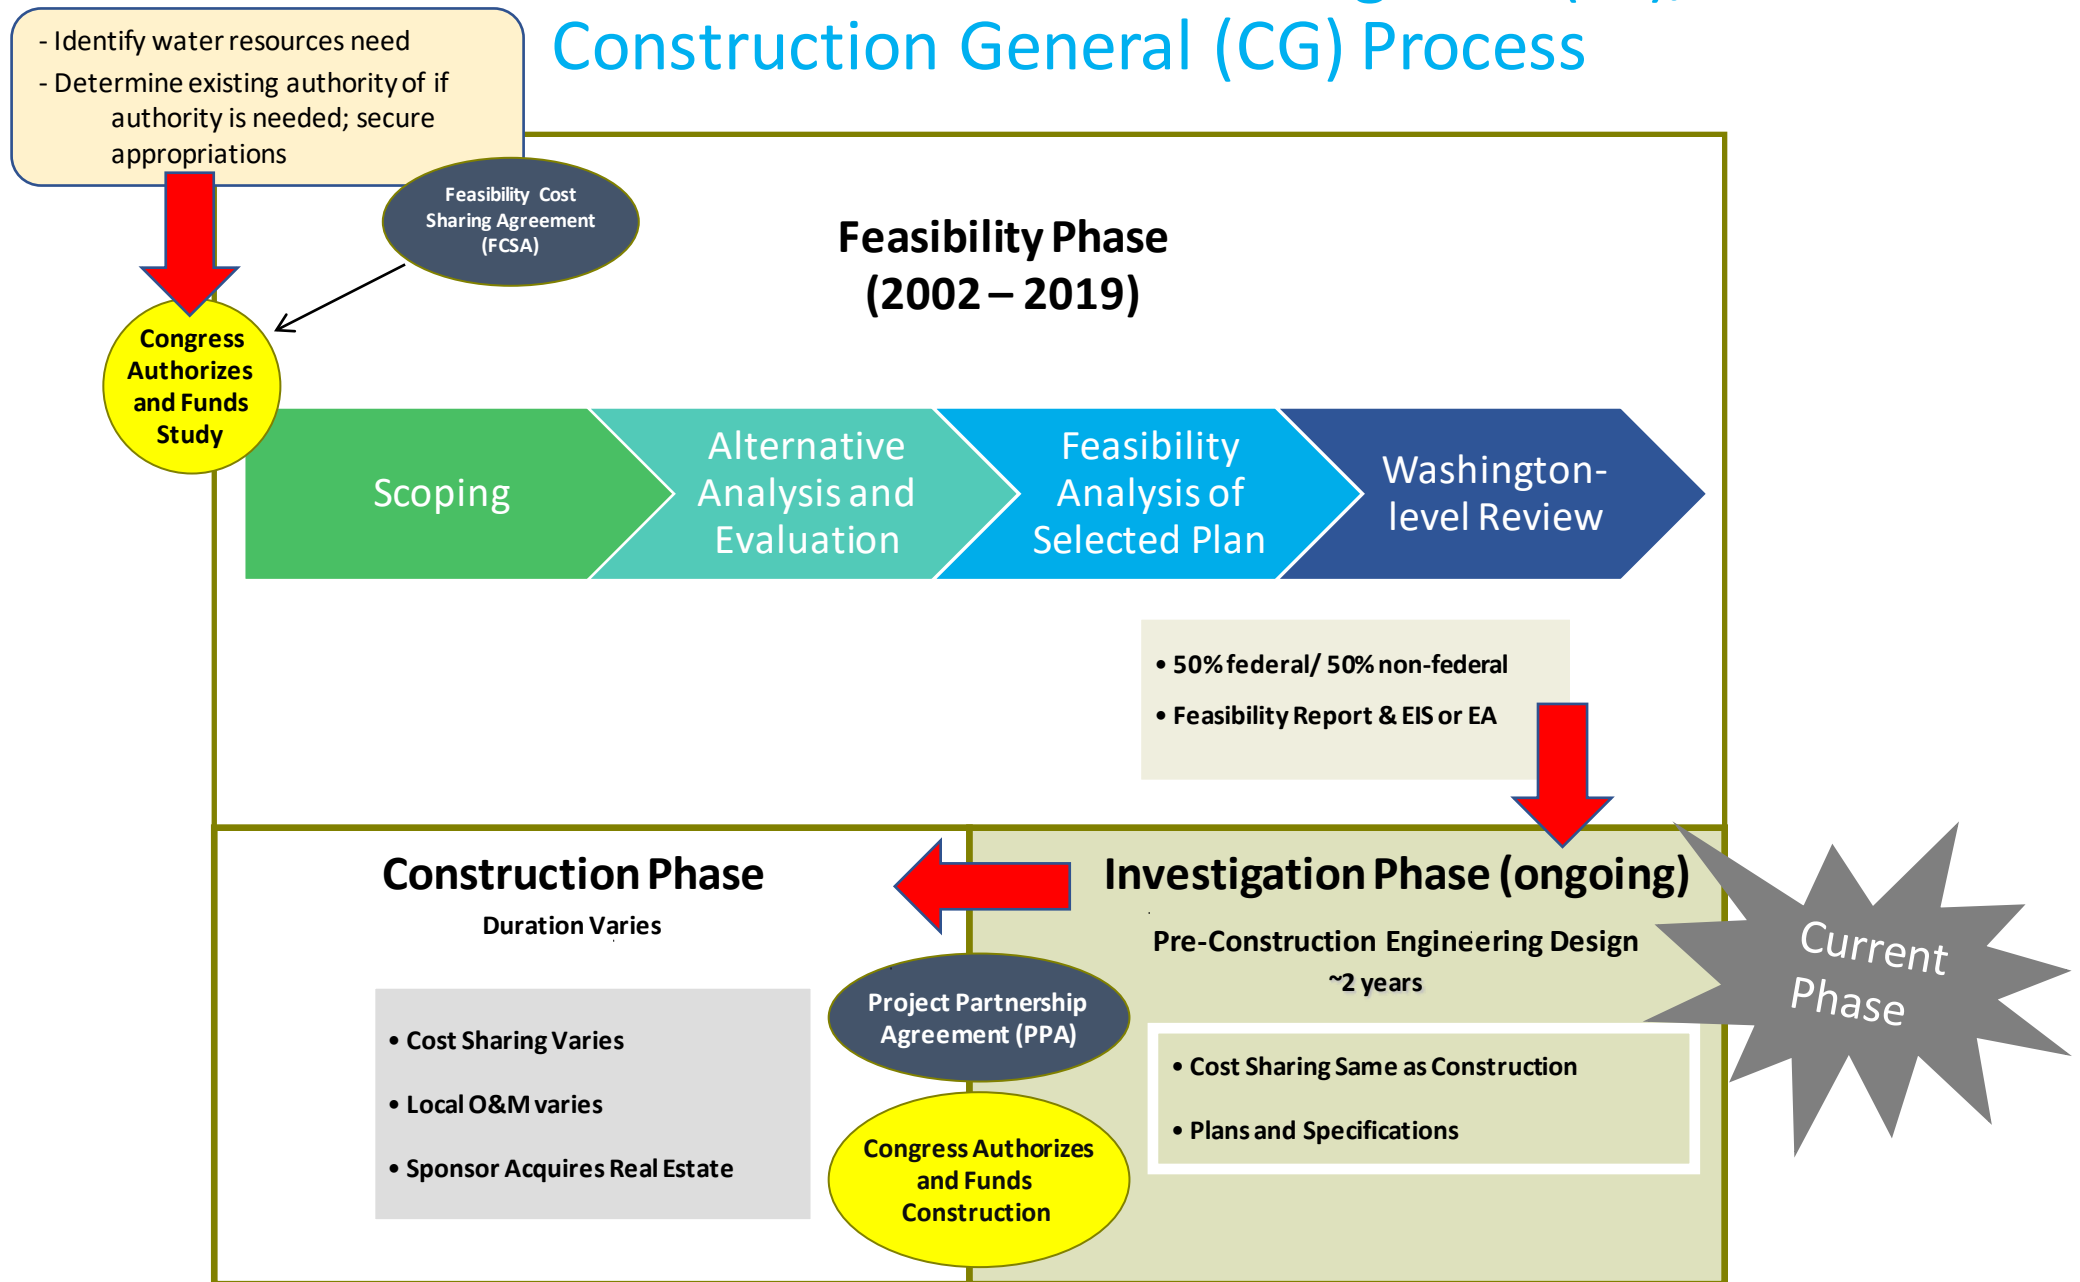 Construction General (CG) Process
- Identify water resources need
- Determine existing authority of if
authority is needed; secure
appropriations
Feasibility Cost
Sharing Agreement
(FCSA)
Feasibility Phase
(2002 – 2019)
Congress
Authorizes
and Funds
Study
Scoping
Alternative
Analysis and
Evaluation
Feasibility
Analysis of
Selected Plan
Washington-
level Review
• 50% federal/ 50% non-federal
• Feasibility Report & EIS or EA
Construction Phase
Duration Varies
• Cost Sharing Varies
• Local O&M varies
• Sponsor Acquires Real Estate
Project Partnership
Agreement (PPA)
Congress Authorizes
and Funds
Construction
Investigation Phase (ongoing)
Pre-Construction Engineering Design
~2 years
• Cost Sharing Same as Construction
• Plans and Specifications
Current
Phase